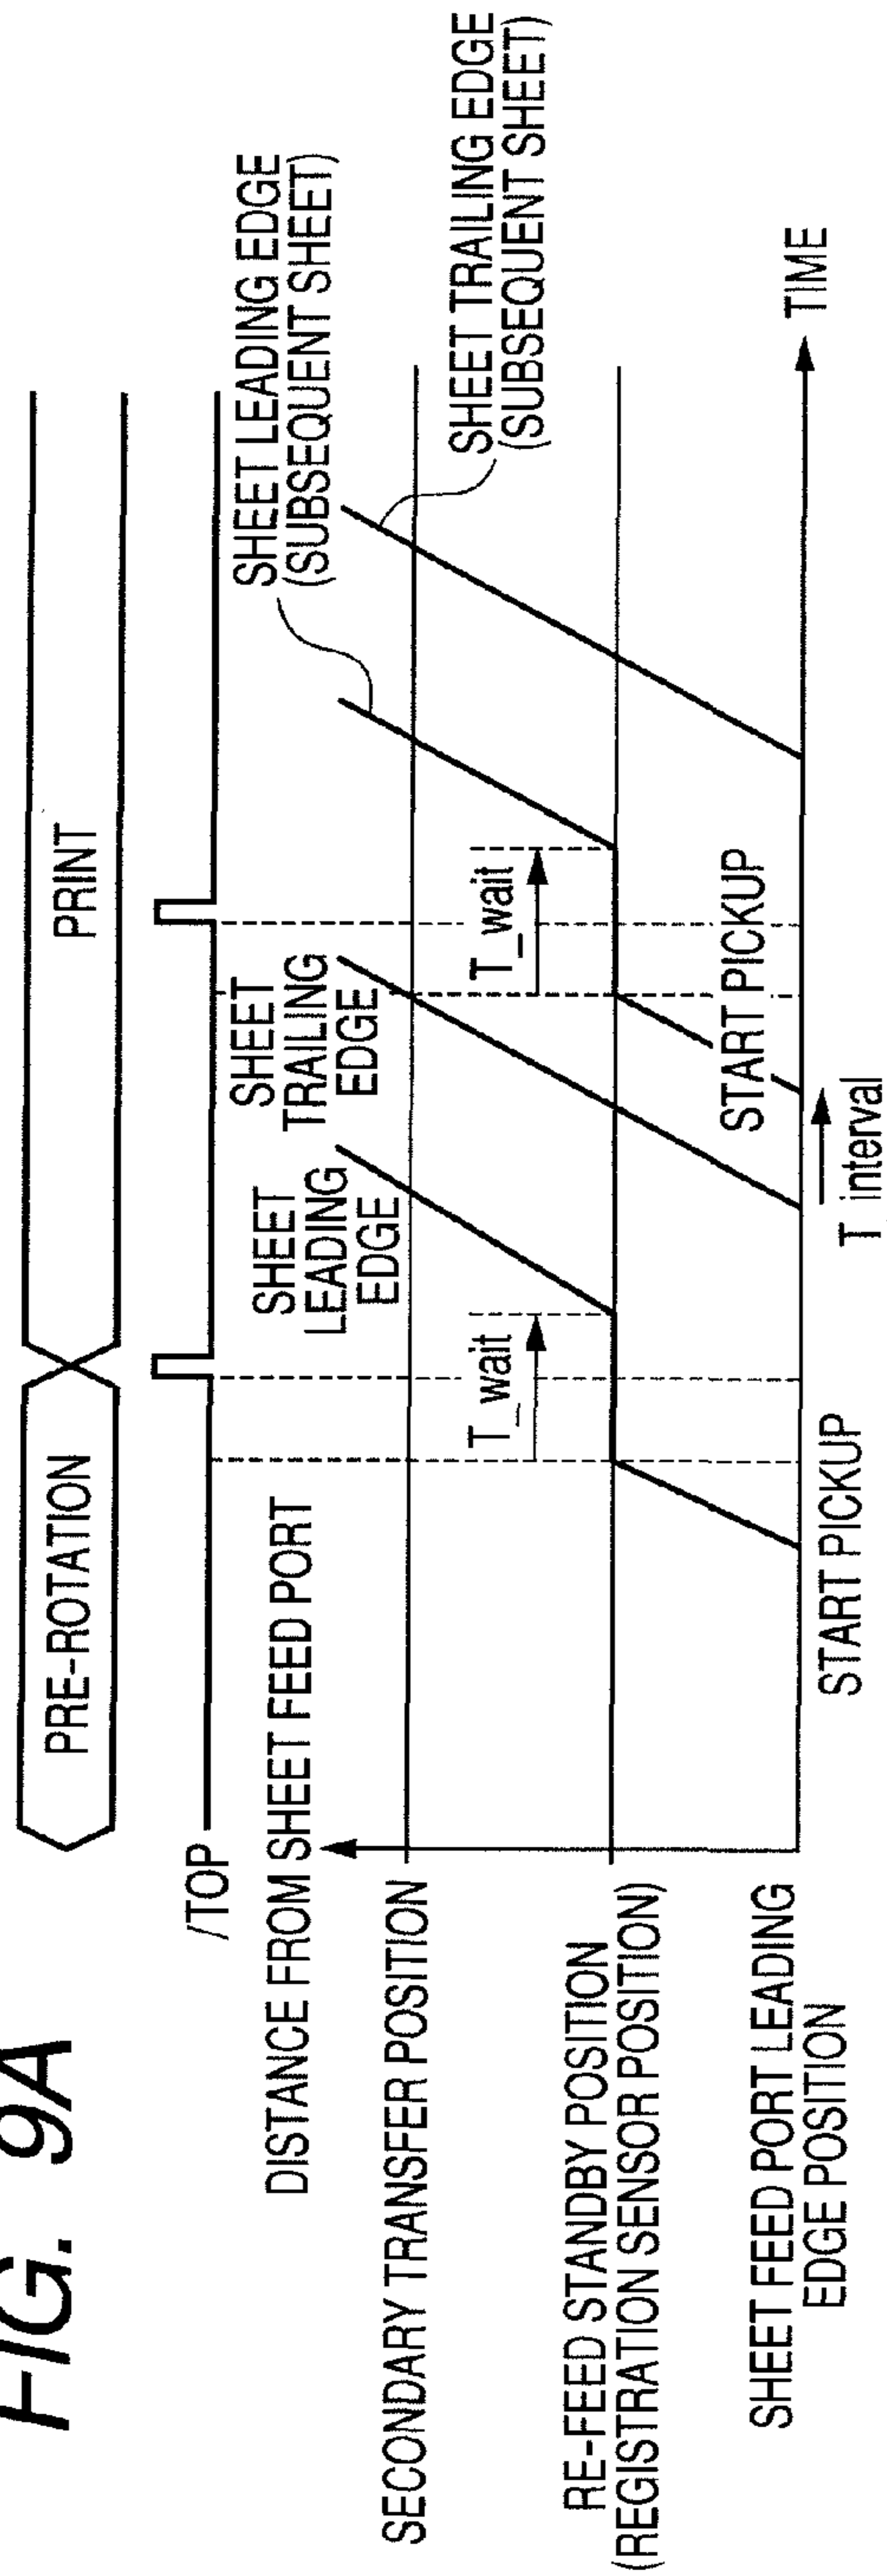 FIG. 9A
PRE-ROTATION
PRINT
/TOP
DISTANCE FROM SHEET FEED PORT
SHEET
LEADING
EDGE
SHEET
TRAILING
EDGE
SHEET LEADING EDGE
(SUBSEQUENT SHEET)
SHEET TRAILING EDGE
(SUBSEQUENT SHEET)
SECONDARY TRANSFER POSITION
T_wait
T_wait
RE-FEED STANDBY POSITION
(REGISTRATION SENSOR POSITION)
START PICKUP
SHEET FEED PORT LEADING
EDGE POSITION
TIME
START PICKUP
T_interval